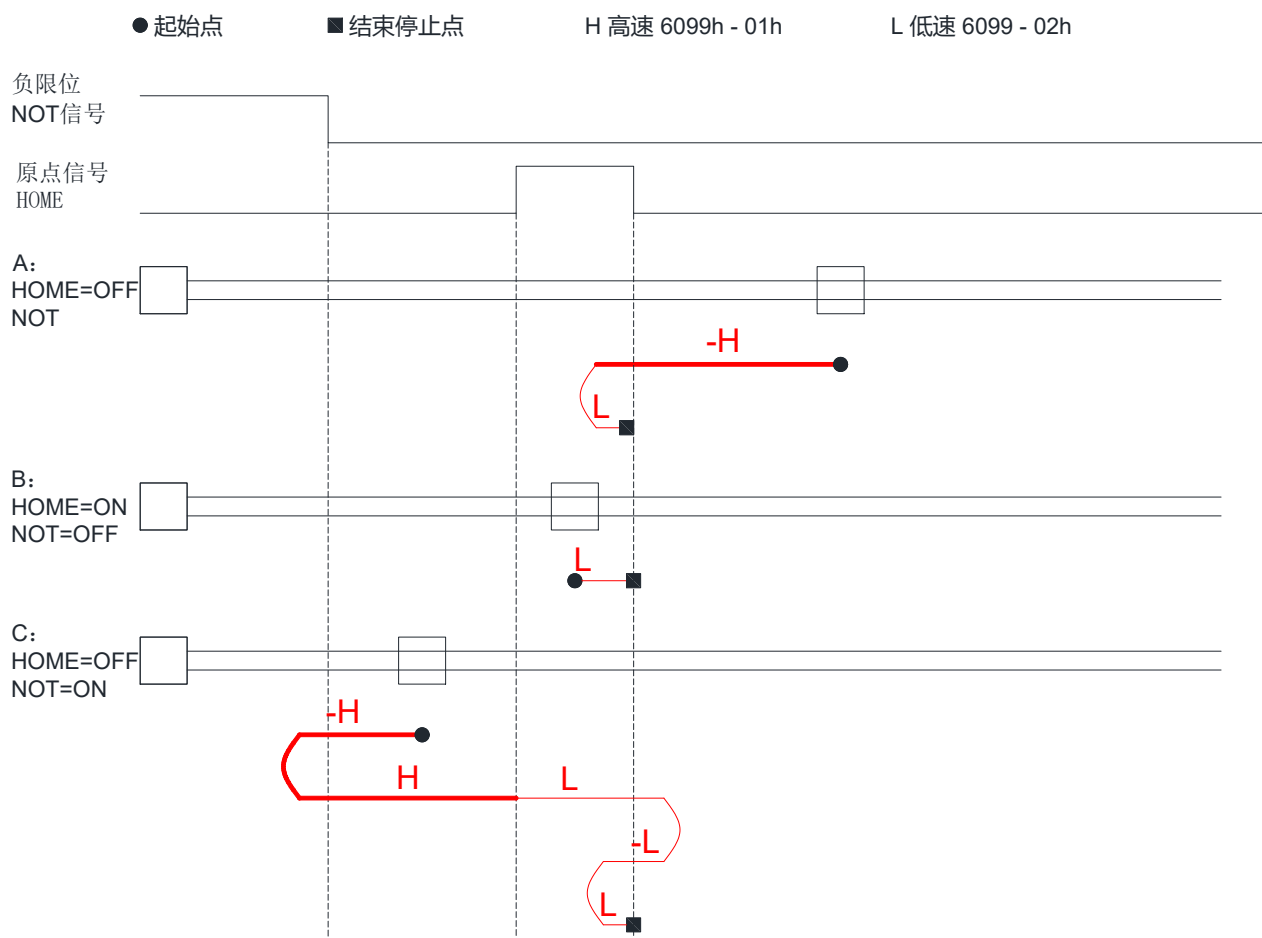 起始点
结束停止点
H 高速 6099h - 01h
L 低速 6099 - 02h
负限位
NOT信号
原点信号
HOME
A:
HOME=OFF
NOT
-H
L
B:
HOME=ON
NOT=OFF
L
C:
HOME=OFF
NOT=ON
-H
H
L
-L
L